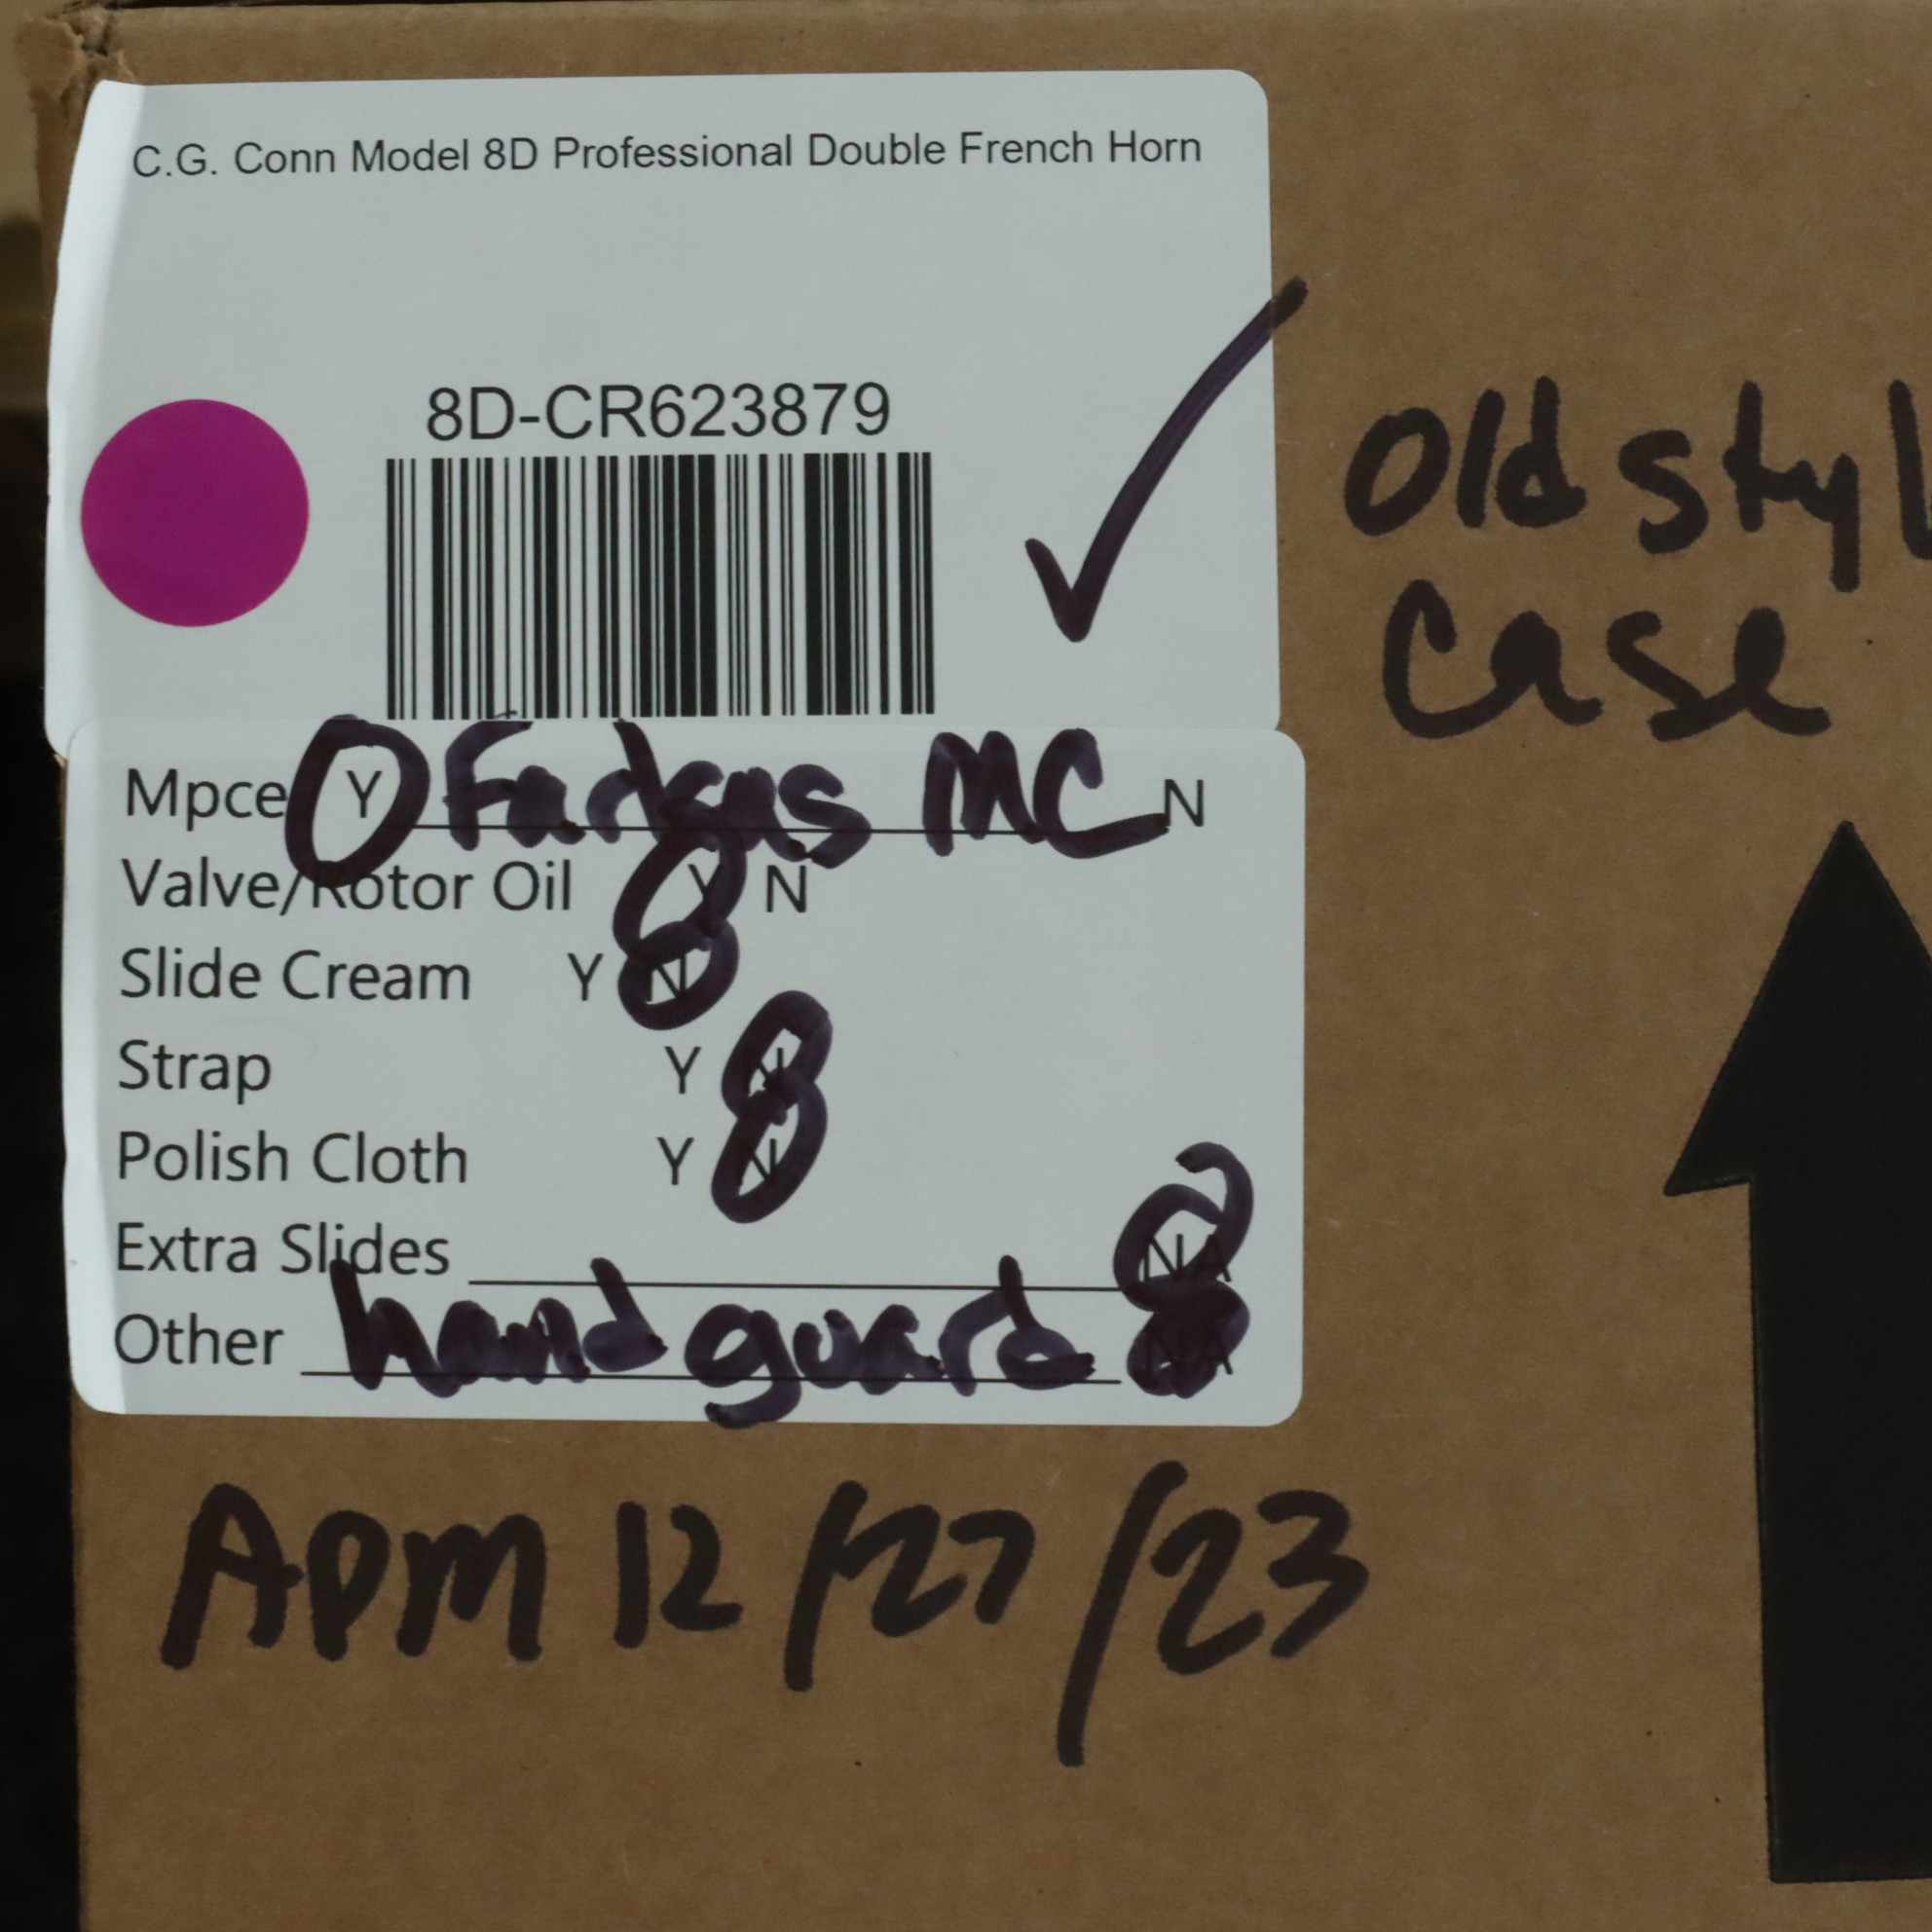 C.G. Conn Model 8D Professional Double French Horn
8D-CR623879
Old styl
Case
Mpce Y Farkas MC N
Valve/Rotor Oil Y N
Slide Cream Y N
Strap Y N
Polish Cloth Y N
Extra Slides NA
Other hand guard NA
APM 12/27/23